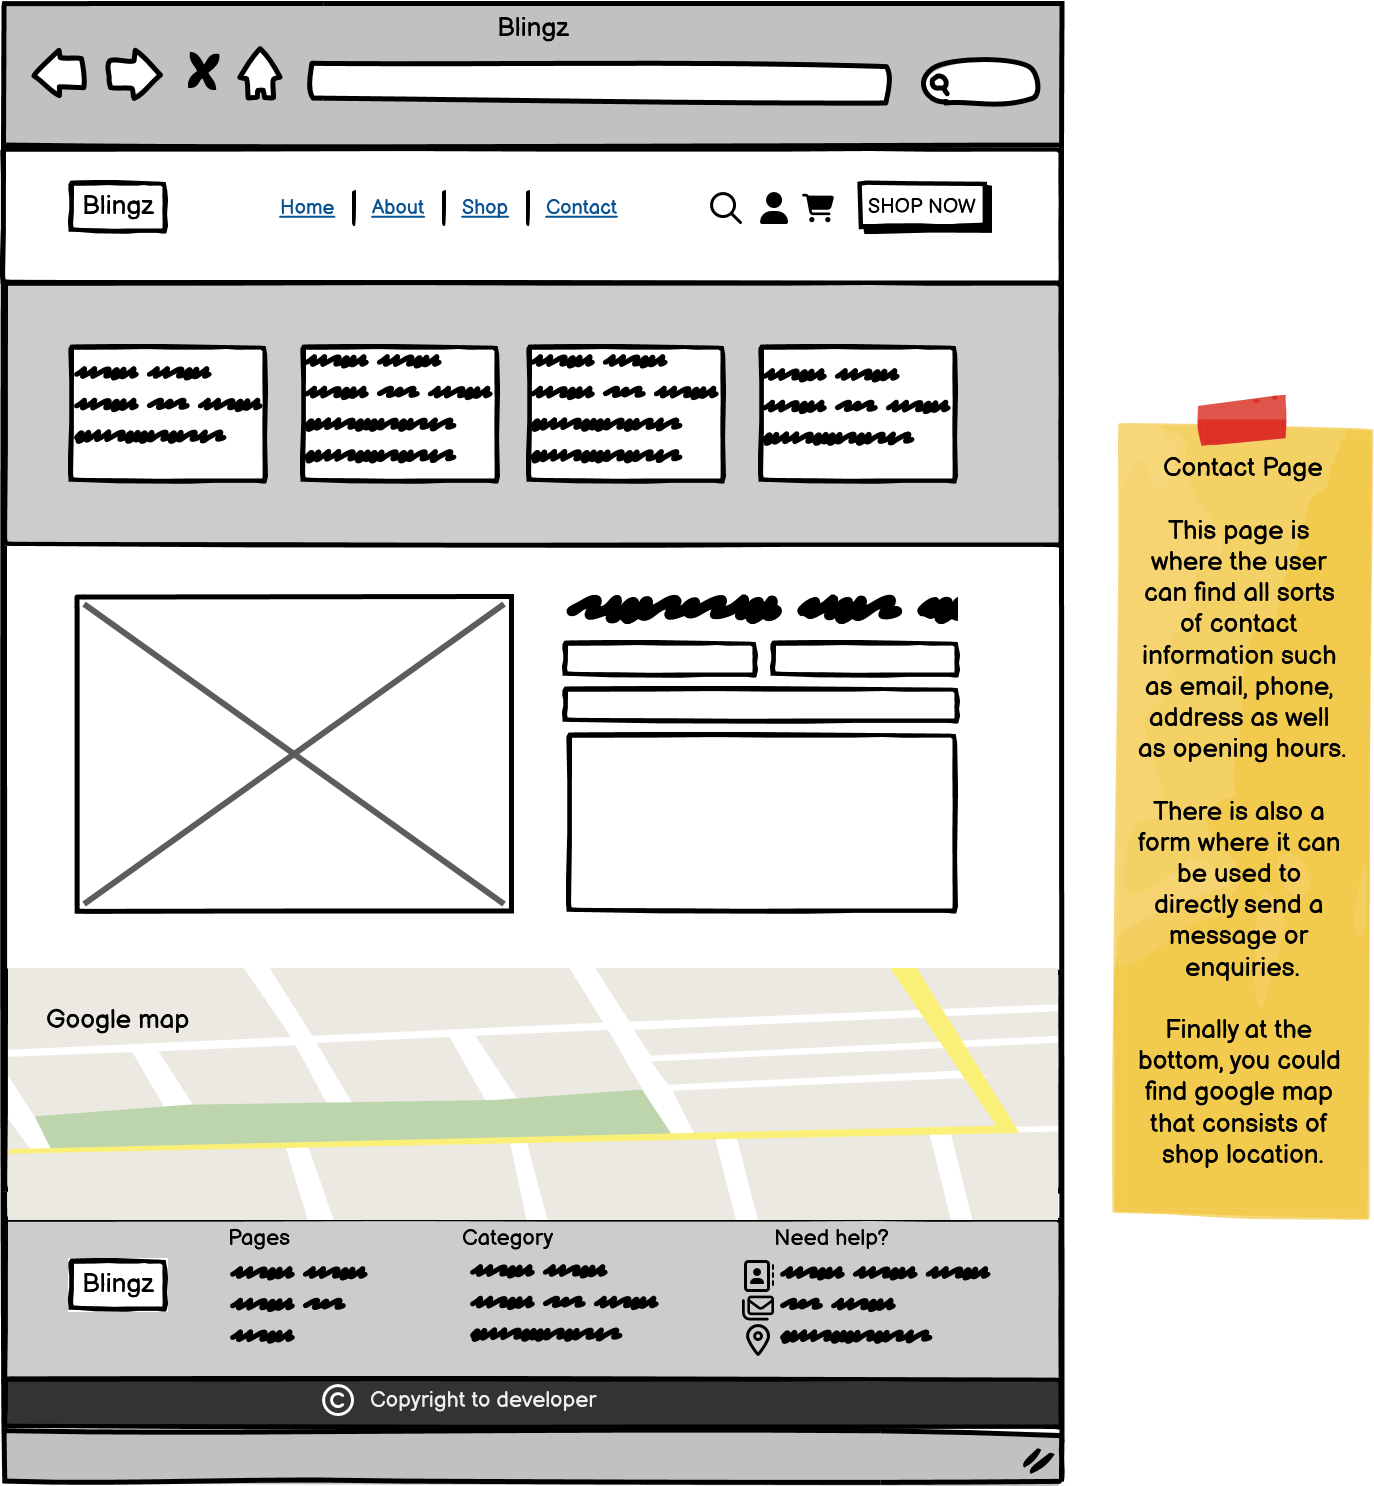 Blingz
Blingz
Home
About
Shop
Contact
SHOP NOW
Contact Page
This page is
where the user
can find all sorts
of contact
information such
as email, phone,
address as well
as opening hours.
There is also a
form where it can
be used to
directly send a
message or
enquiries.
Finally at the
bottom, you could
find google map
that consists of
shop location.
Google map
Blingz
Pages
Category
Need help?
© Copyright to developer